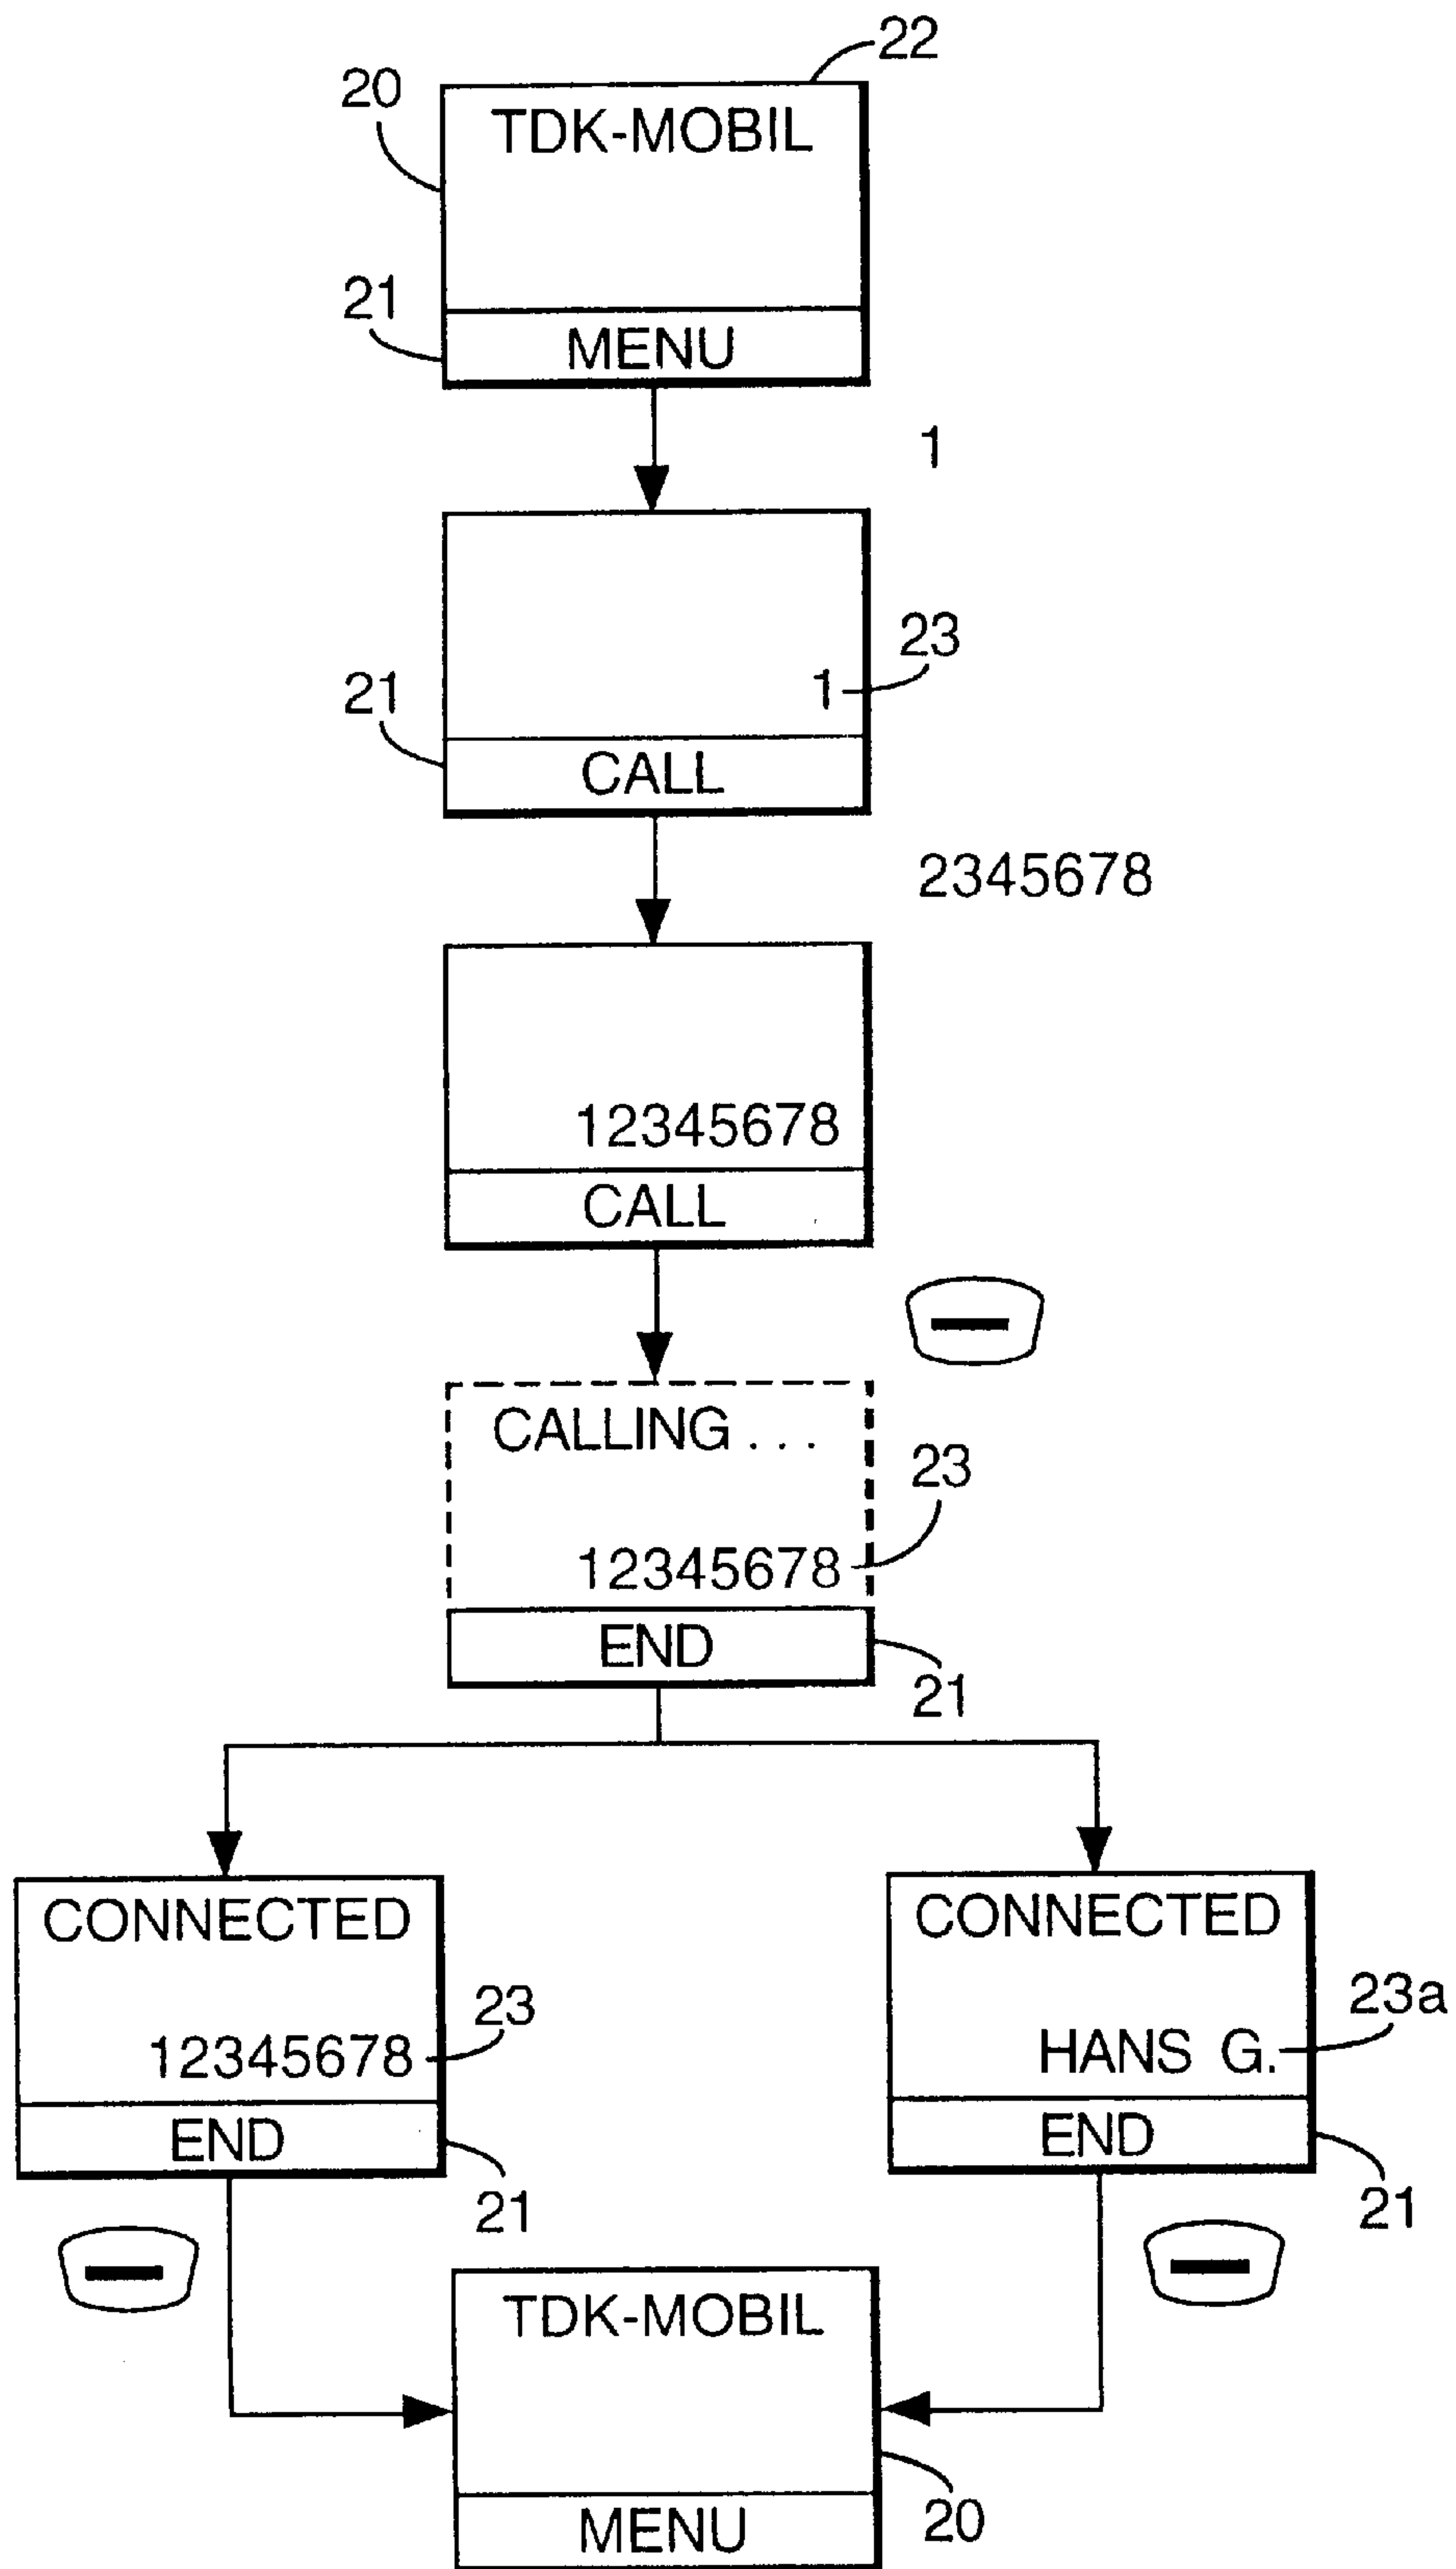 22
20
TDK-MOBIL
21
MENU
1
23
1
21
CALL
2345678
12345678
CALL
CALLING . . .
23
12345678
END
21
CONNECTED
CONNECTED
23
23a
12345678
HANS G.
END
END
21
21
TDK-MOBIL
20
MENU